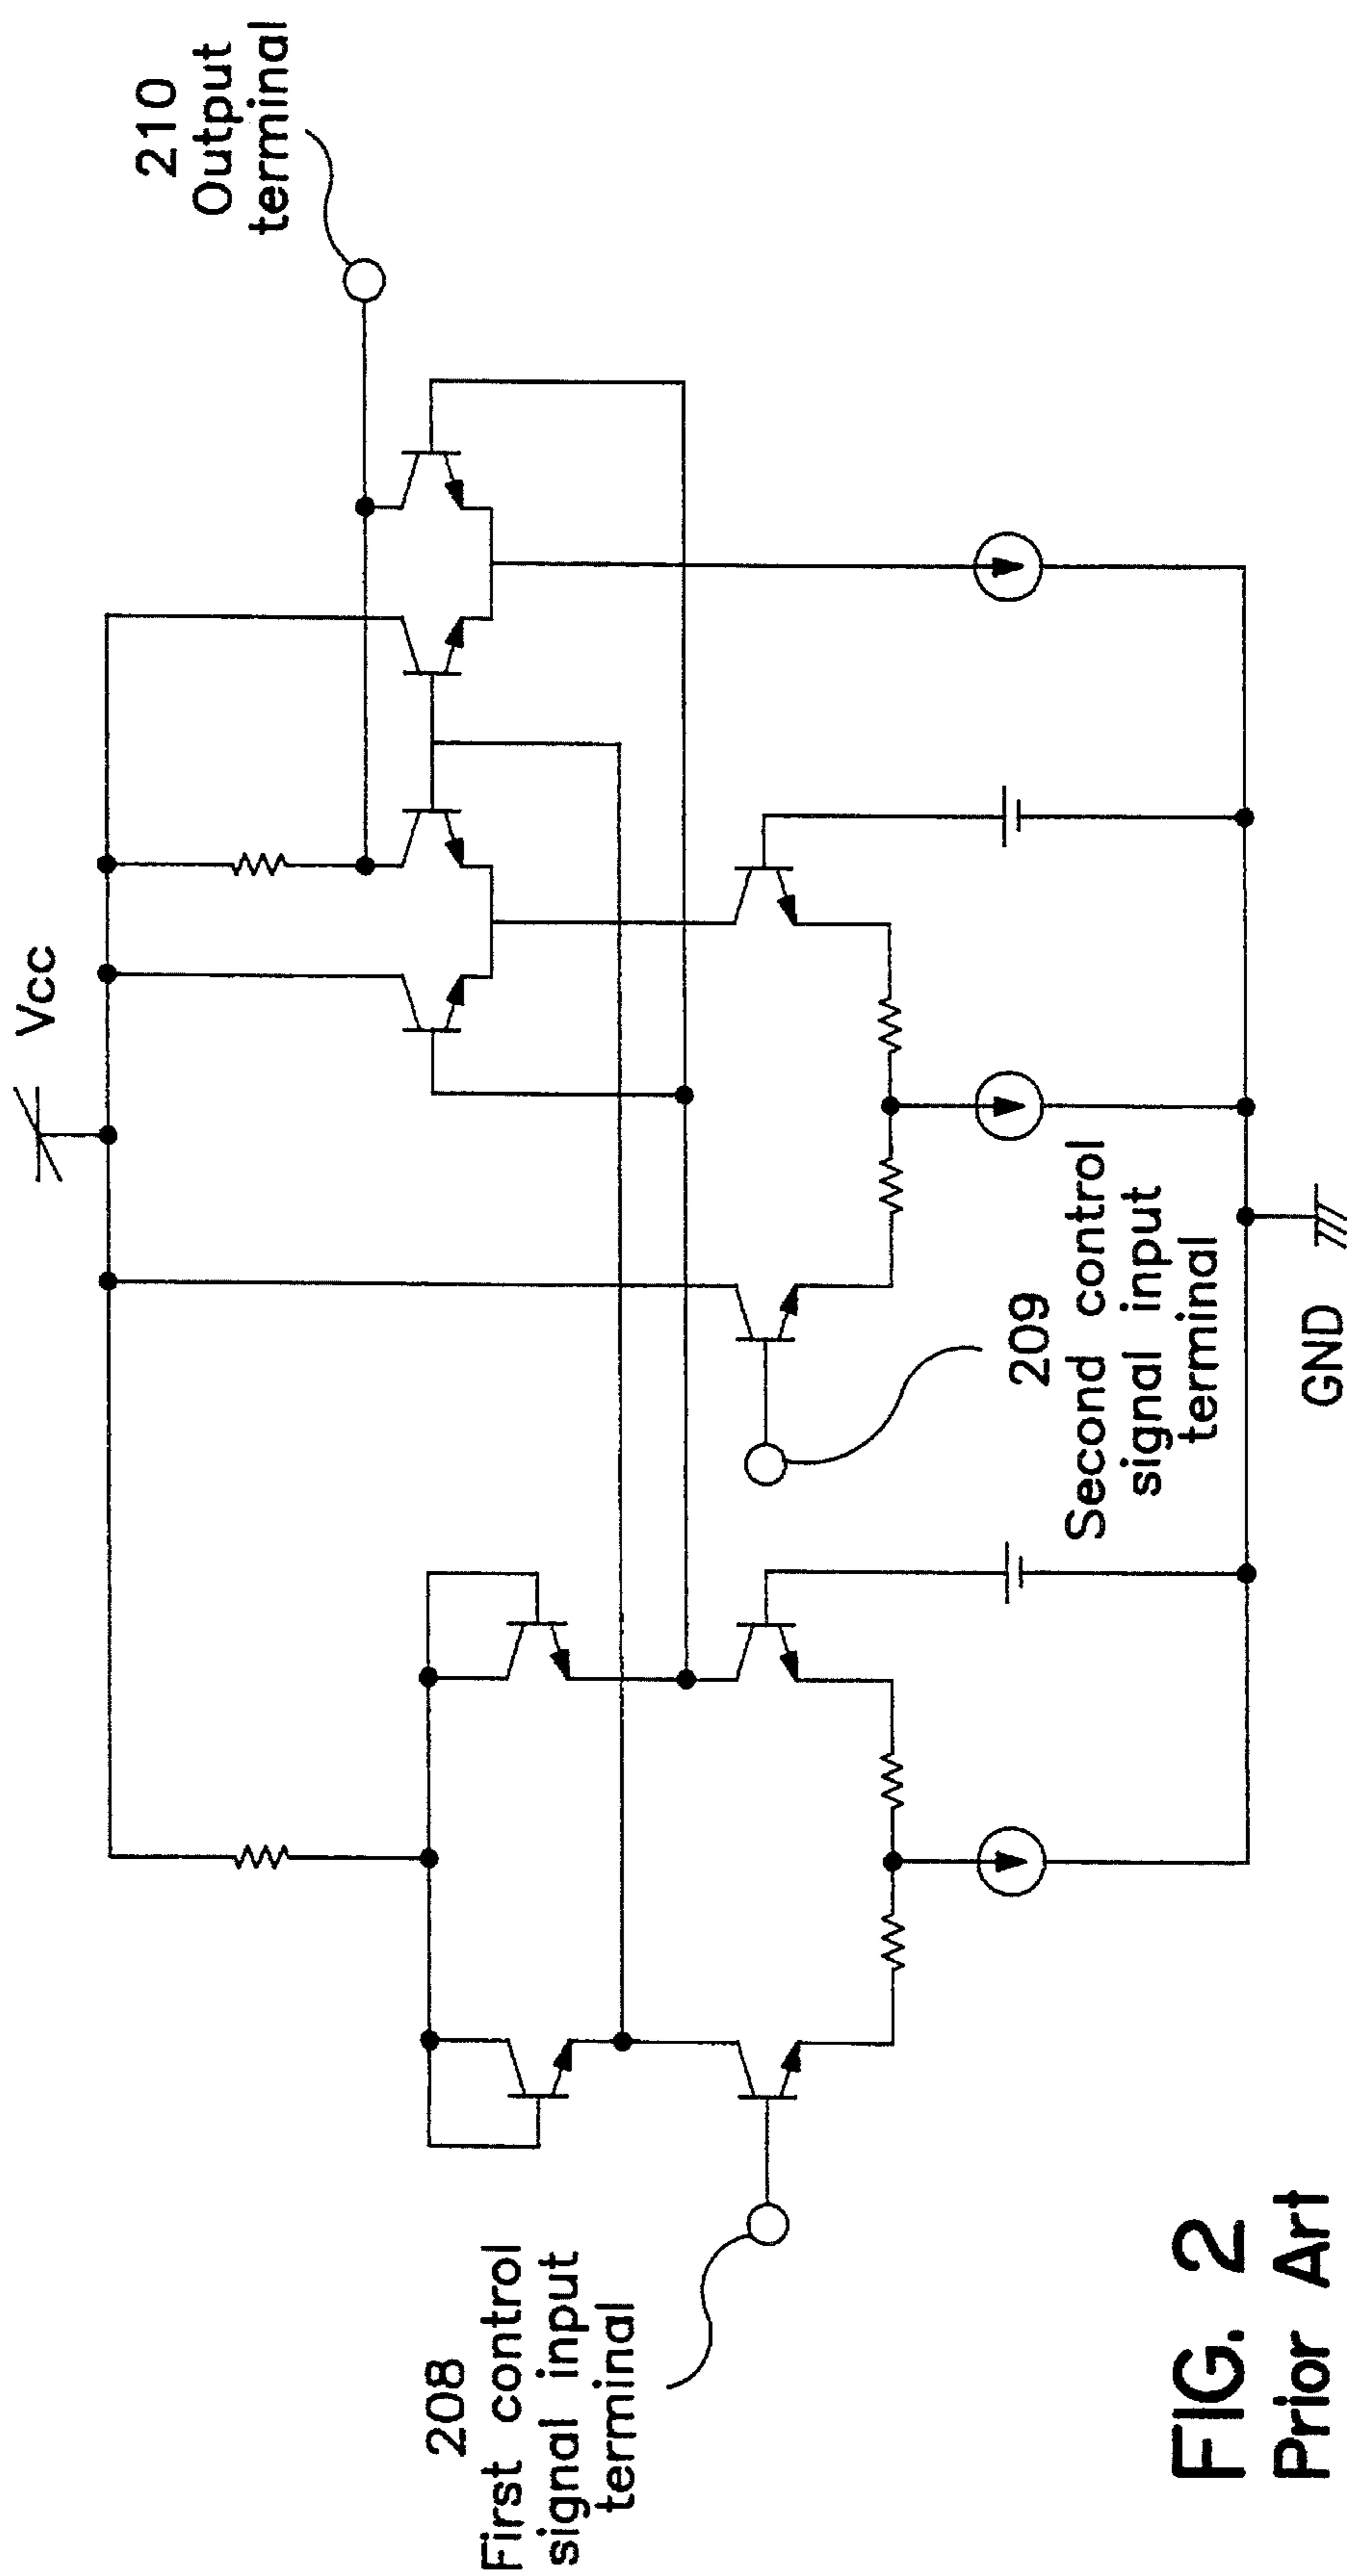 Vcc
210
Output
terminal
208
First control
signal input
terminal
209
Second control
signal input
terminal
GND
FIG. 2
Prior Art